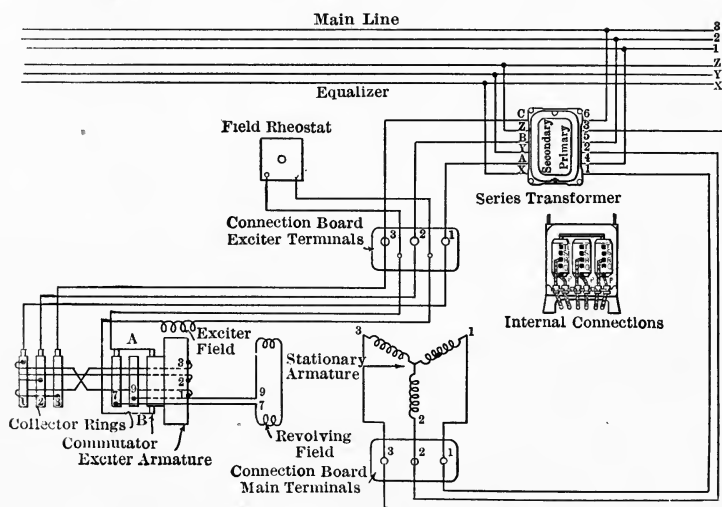 Main Line
3
2
1
Z
Y
X
Equalizer
Field Rheostat
C
Z
B
Y
A
X
Secondary
Primary
6
3
5
2
4
1
Series Transformer
Connection Board
Exciter Terminals
3
2
1
Internal Connections
A
Exciter
Field
3
2
1
9
7
9
7
1
2
3
B
Collector Rings
Commutator
Exciter Armature
Revolving
Field
Stationary
Armature
3
1
2
Connection Board
Main Terminals
3
2
1